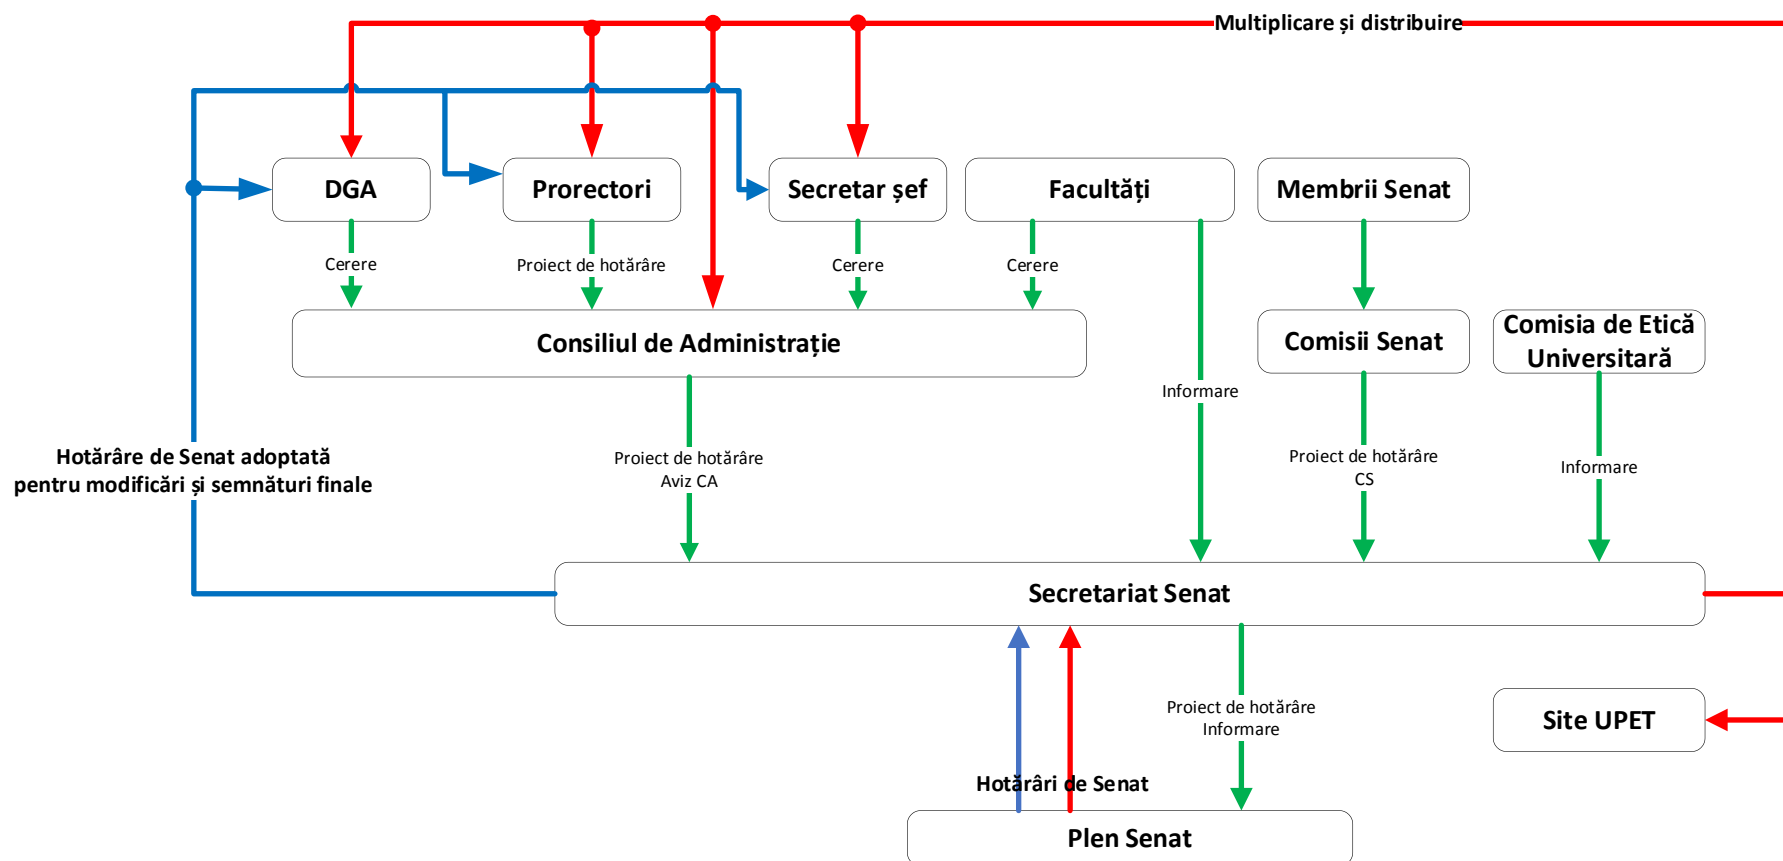 Multiplicare și distribuire
DGA
Prorectori
Secretar șef
Facultăți
Membrii Senat
Cerere
Proiect de hotărâre
Cerere
Cerere
Consiliul de Administrație
Comisii Senat
Comisia de Etică
Universitară
Informare
Hotărâre de Senat adoptată
pentru modificări și semnături finale
Proiect de hotărâre
Aviz CA
Proiect de hotărâre
CS
Informare
Secretariat Senat
Proiect de hotărâre
Informare
Site UPET
Hotărâri de Senat
Plen Senat